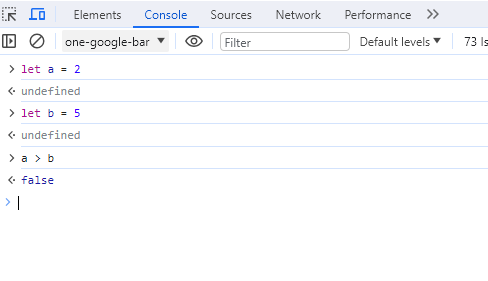 Elements Console Sources Network Performance
one-google-bar Filter Default levels 73 Is
let a = 2
undefined
let b = 5
undefined
a > b
false